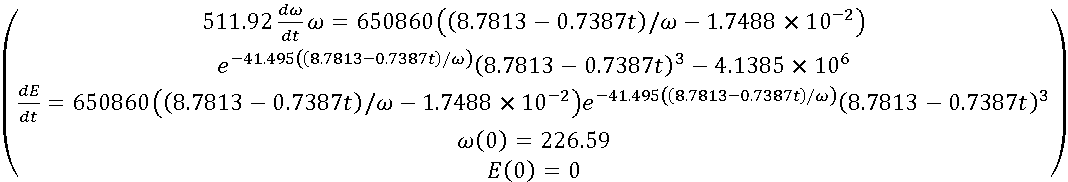 511.92 dω/dt ω = 650860((8.7813 − 0.7387t)/ω − 1.7488 × 10⁻²)
e^(−41.495((8.7813−0.7387t)/ω))(8.7813 − 0.7387t)³ − 4.1385 × 10⁶
dE/dt = 650860((8.7813 − 0.7387t)/ω − 1.7488 × 10⁻²)e^(−41.495((8.7813−0.7387t)/ω))(8.7813 − 0.7387t)³
ω(0) = 226.59
E(0) = 0